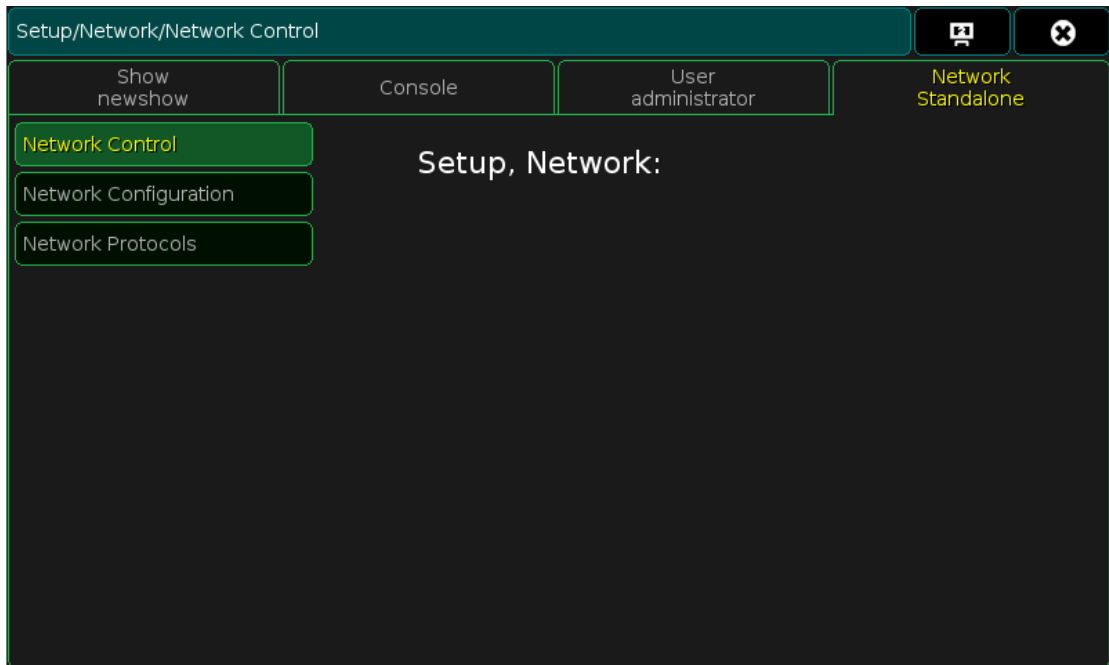 Setup/Network/Network Control
Show
newshow
Console
User
administrator
Network
Standalone
Network Control
Network Configuration
Network Protocols
Setup, Network: